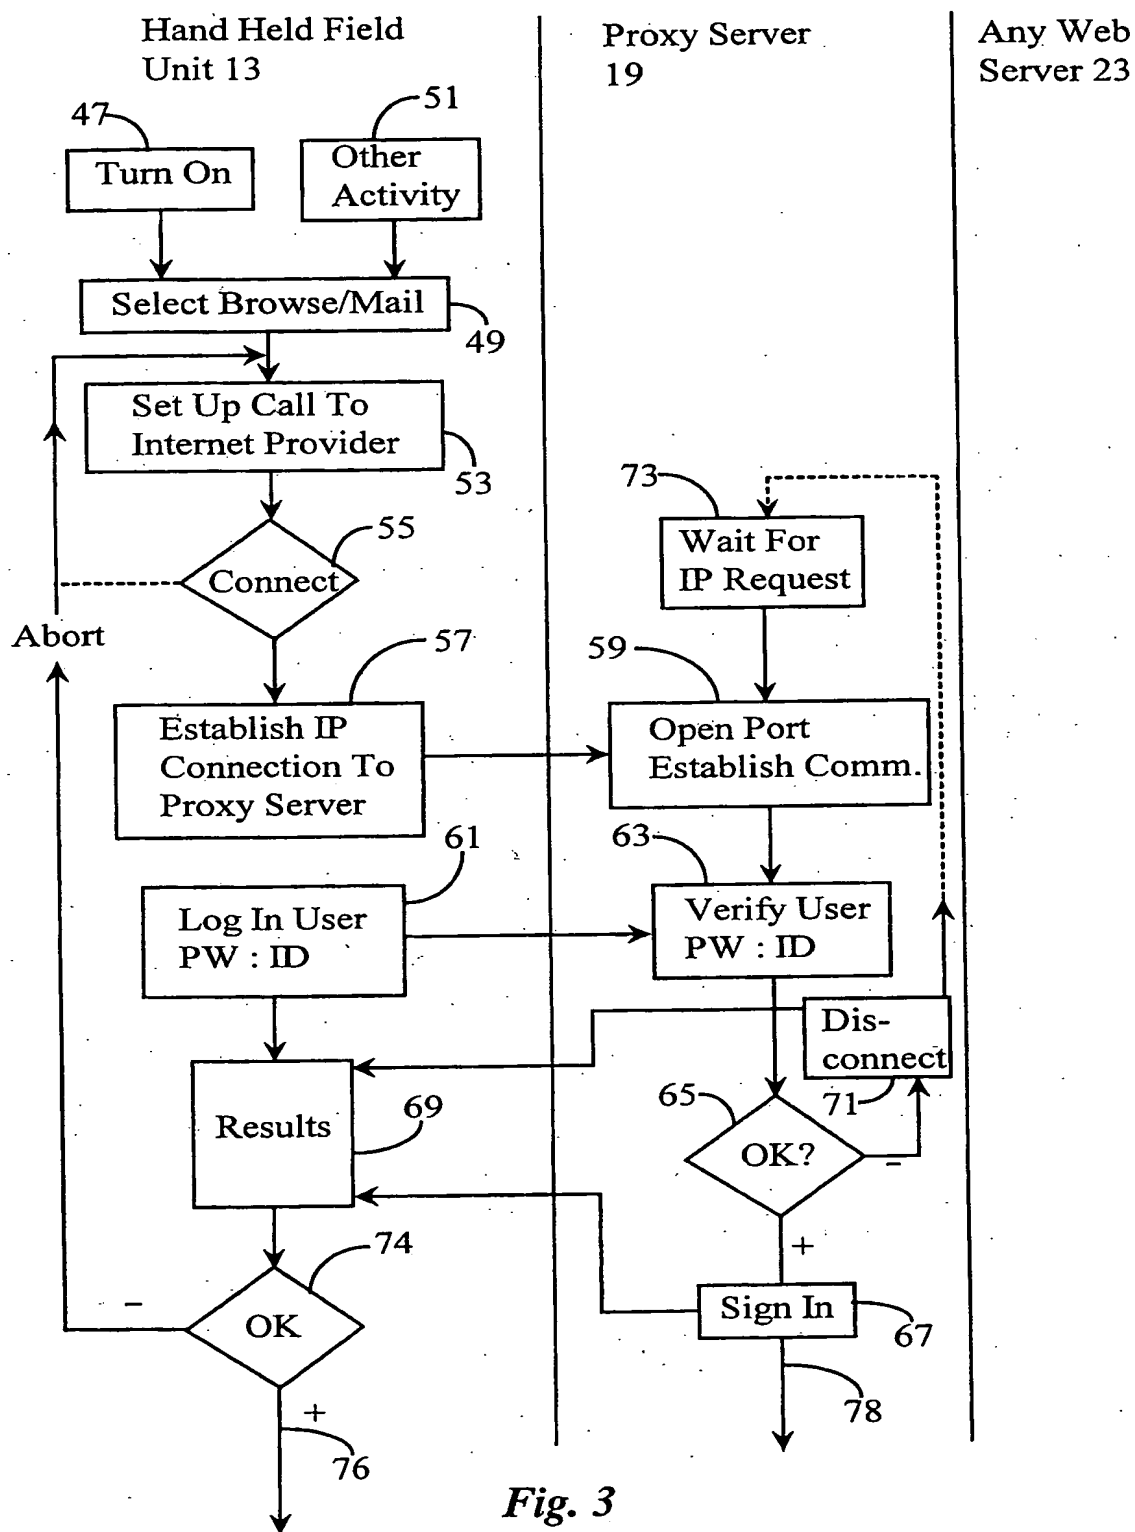 Hand Held Field
Unit 13
Proxy Server
19
Any Web
Server 23
47
51
Turn On
Other
Activity
Select Browse/Mail
49
Set Up Call To
Internet Provider
53
73
Wait For
IP Request
55
Connect
Abort
57
59
Establish IP
Connection To
Proxy Server
Open Port
Establish Comm.
61
63
Log In User
PW : ID
Verify User
PW : ID
Dis-
connect
71
Results
69
65
OK?
-
+
74
-
OK
Sign In
67
+
76
78
Fig. 3